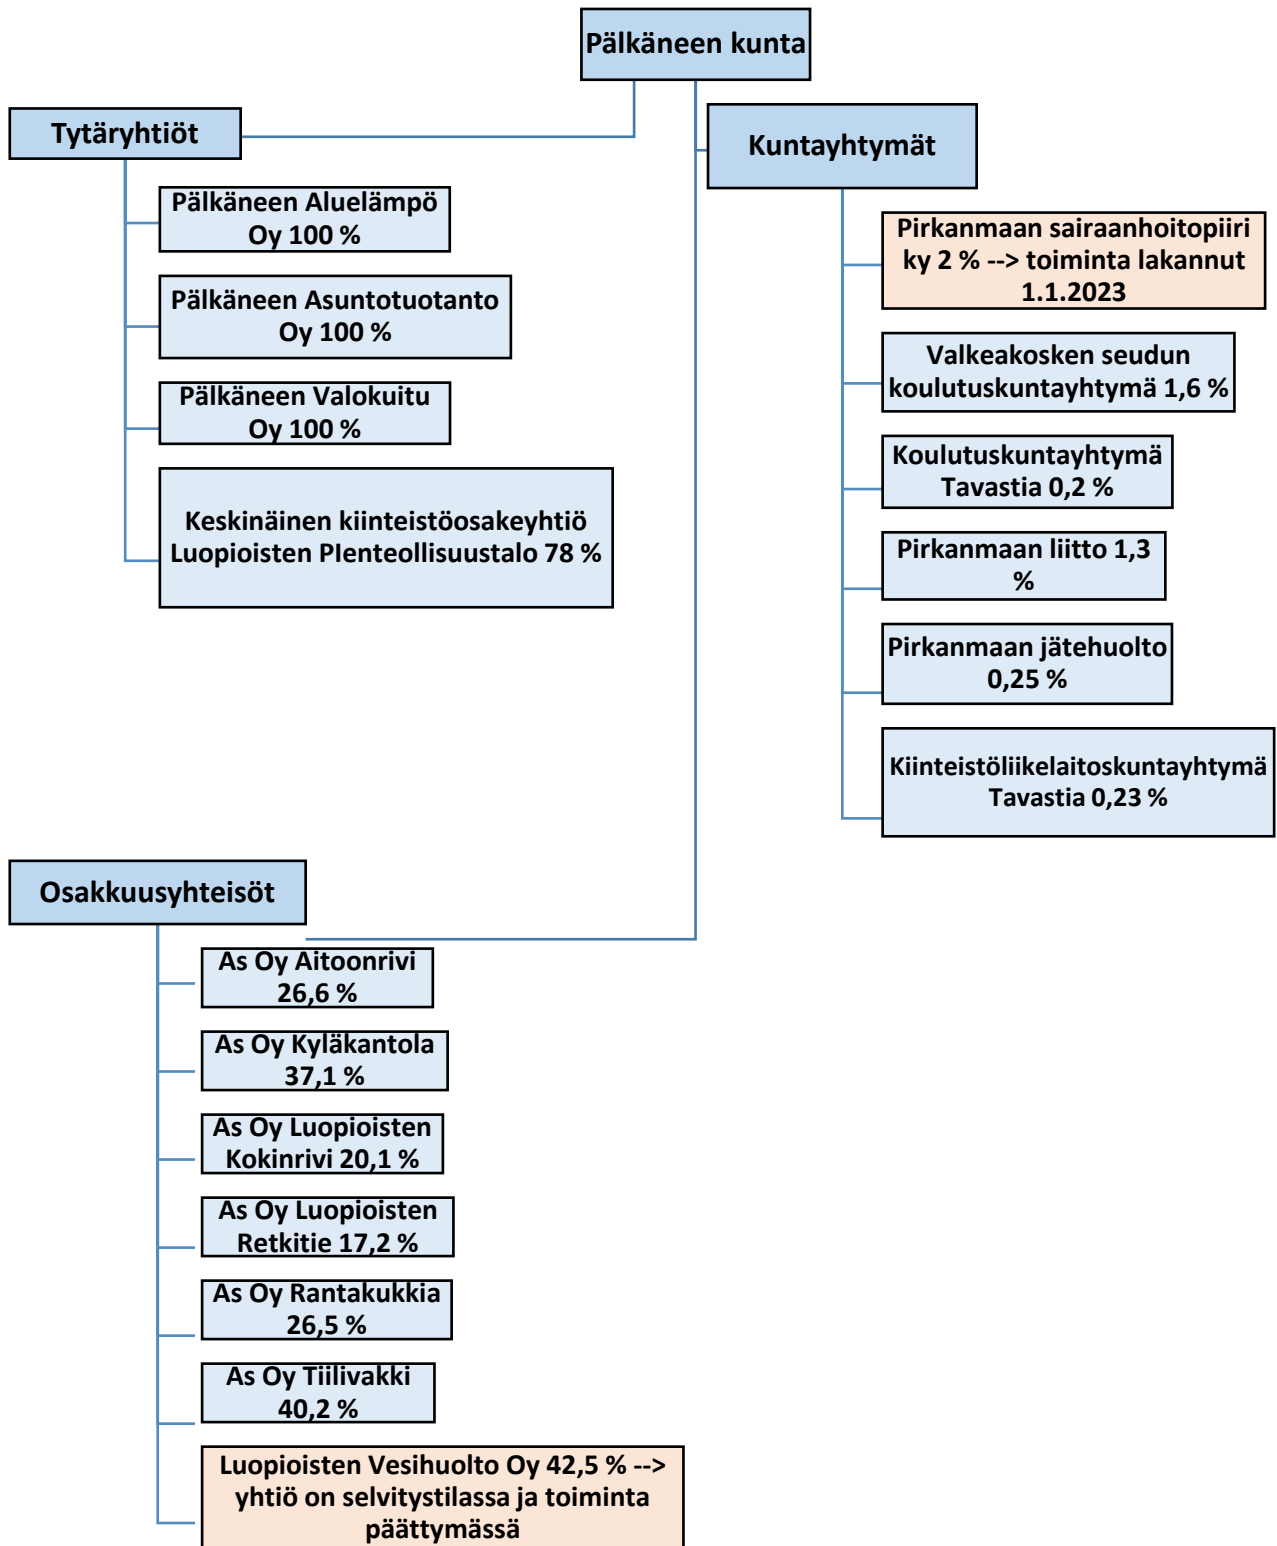 Pälkäneen kunta
Tytäryhtiöt
Pälkäneen Aluelämpö
Oy 100 %
Pälkäneen Asuntotuotanto
Oy 100 %
Pälkäneen Valokuitu
Oy 100 %
Keskinäinen kiinteistöosakeyhtiö
Luopioisten PIenteollisuustalo 78 %
Kuntayhtymät
Pirkanmaan sairaanhoitopiiri
ky 2 % --> toiminta lakannut
1.1.2023
Valkeakosken seudun
koulutuskuntayhtymä 1,6 %
Koulutuskuntayhtymä
Tavastia 0,2 %
Pirkanmaan liitto 1,3
%
Pirkanmaan jätehuolto
0,25 %
Kiinteistöliikelaitoskuntayhtymä
Tavastia 0,23 %
Osakkuusyhteisöt
As Oy Aitoonrivi
26,6 %
As Oy Kyläkantola
37,1 %
As Oy Luopioisten
Kokinrivi 20,1 %
As Oy Luopioisten
Retkitie 17,2 %
As Oy Rantakukkia
26,5 %
As Oy Tiilivakki
40,2 %
Luopioisten Vesihuolto Oy 42,5 % -->
yhtiö on selvitystilassa ja toiminta
päättymässä